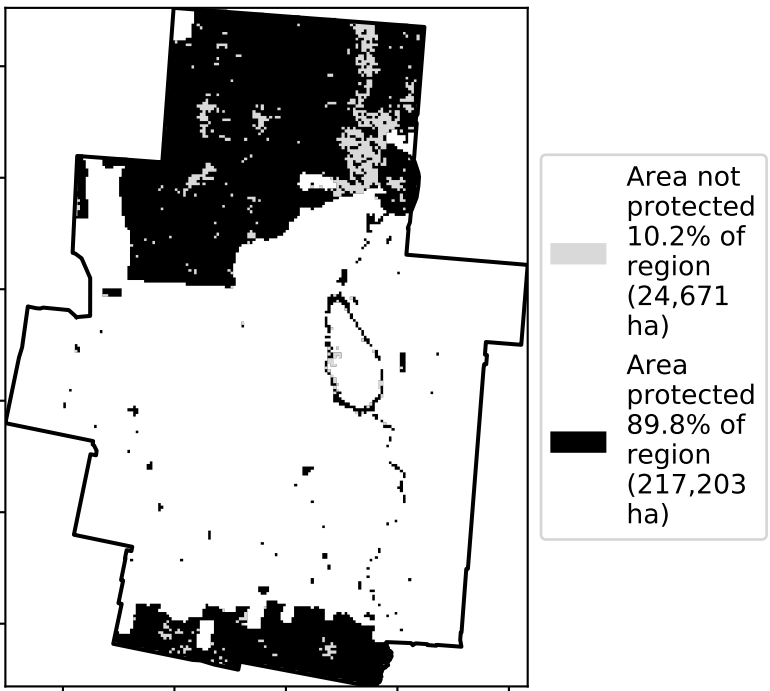 Area not
protected
10.2% of
region
(24,671
ha)
Area
protected
89.8% of
region
(217,203
ha)